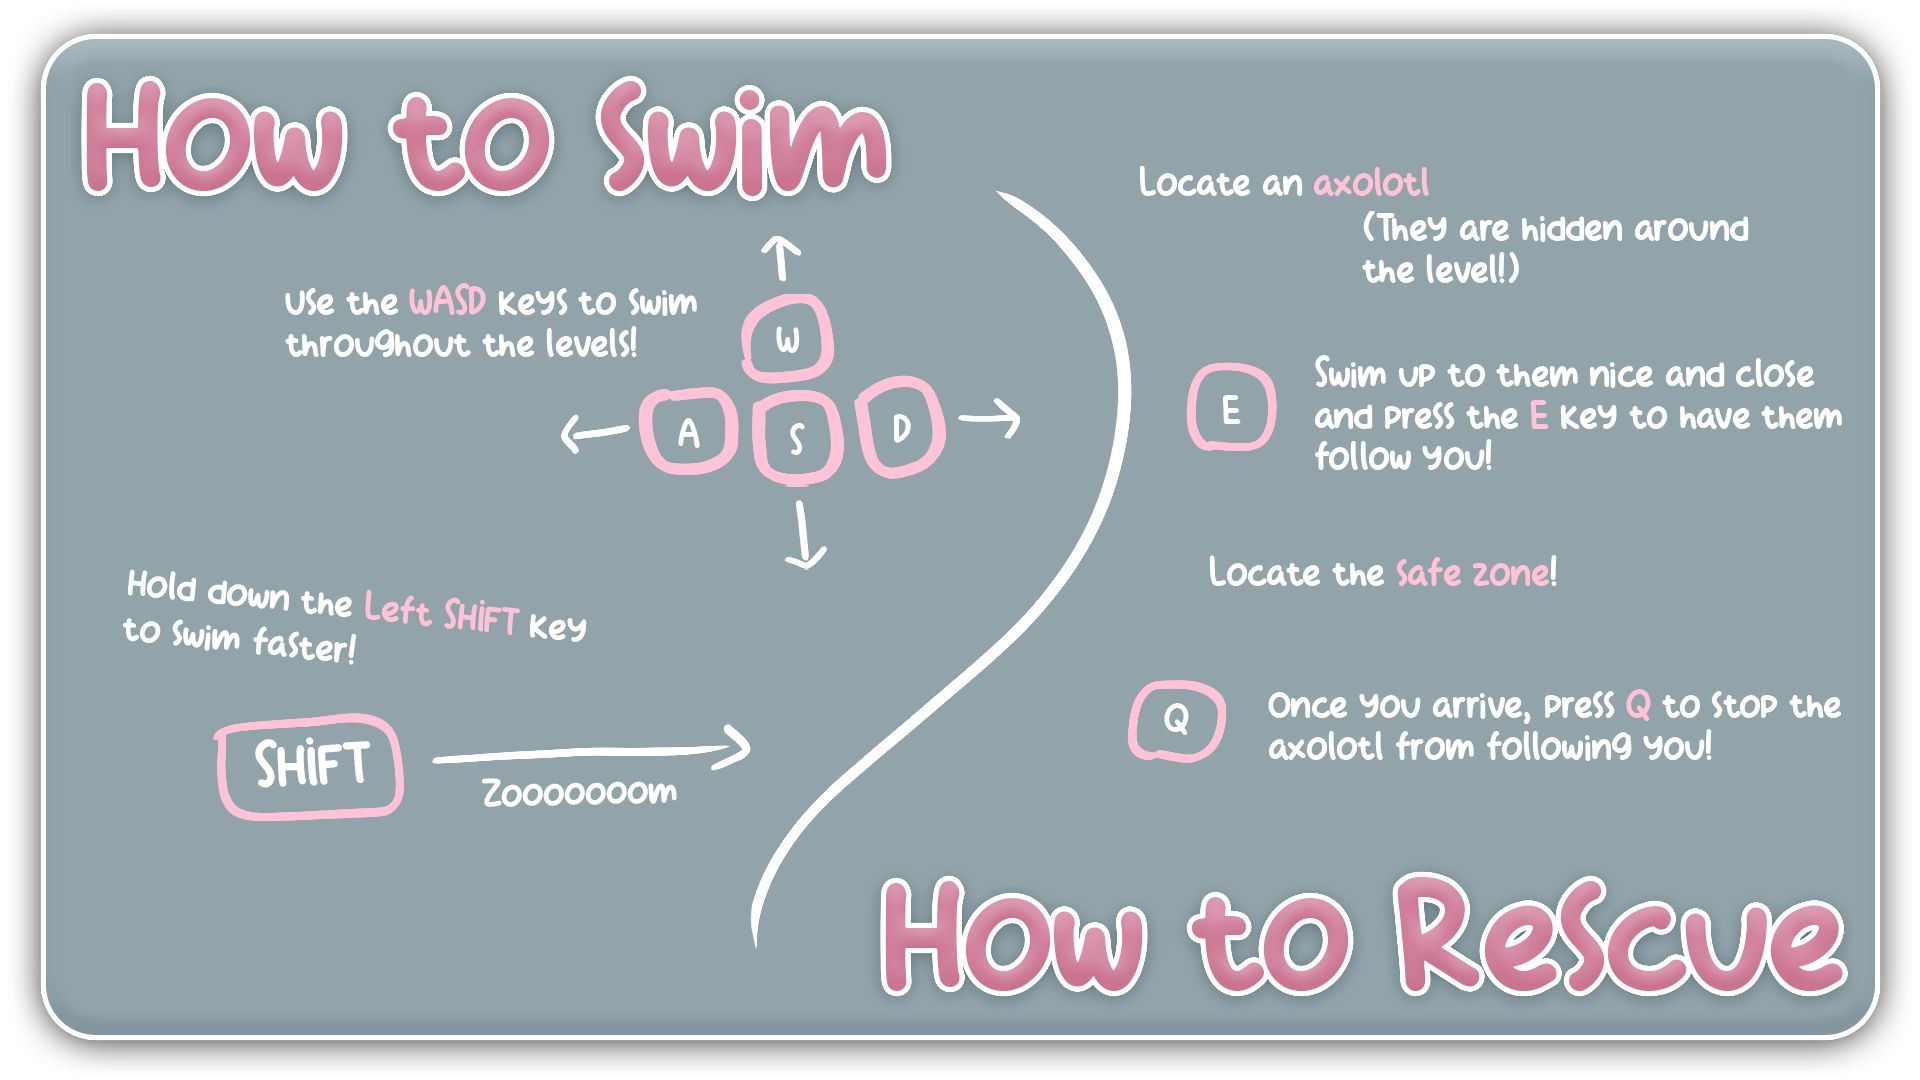 How to Swim
Use the WASD keys to swim
throughout the levels!
W
A
S
D
Hold down the Left SHiFT key
to swim faster!
SHiFT
Zooooooom
Locate an axolotl
(They are hidden around
the level!)
E
Swim up to them nice and close
and press the E key to have them
follow you!
Locate the safe zone!
Q
Once you arrive, press Q to stop the
axolotl from following you!
How to Rescue